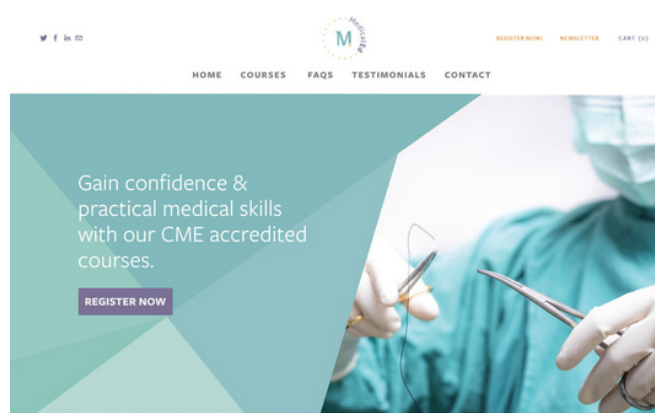 M
MedicalEd
REGISTER NOW! NEWSLETTER CART (0)
HOME COURSES FAQS TESTIMONIALS CONTACT
Gain confidence &
practical medical skills
with our CME accredited
courses.
REGISTER NOW